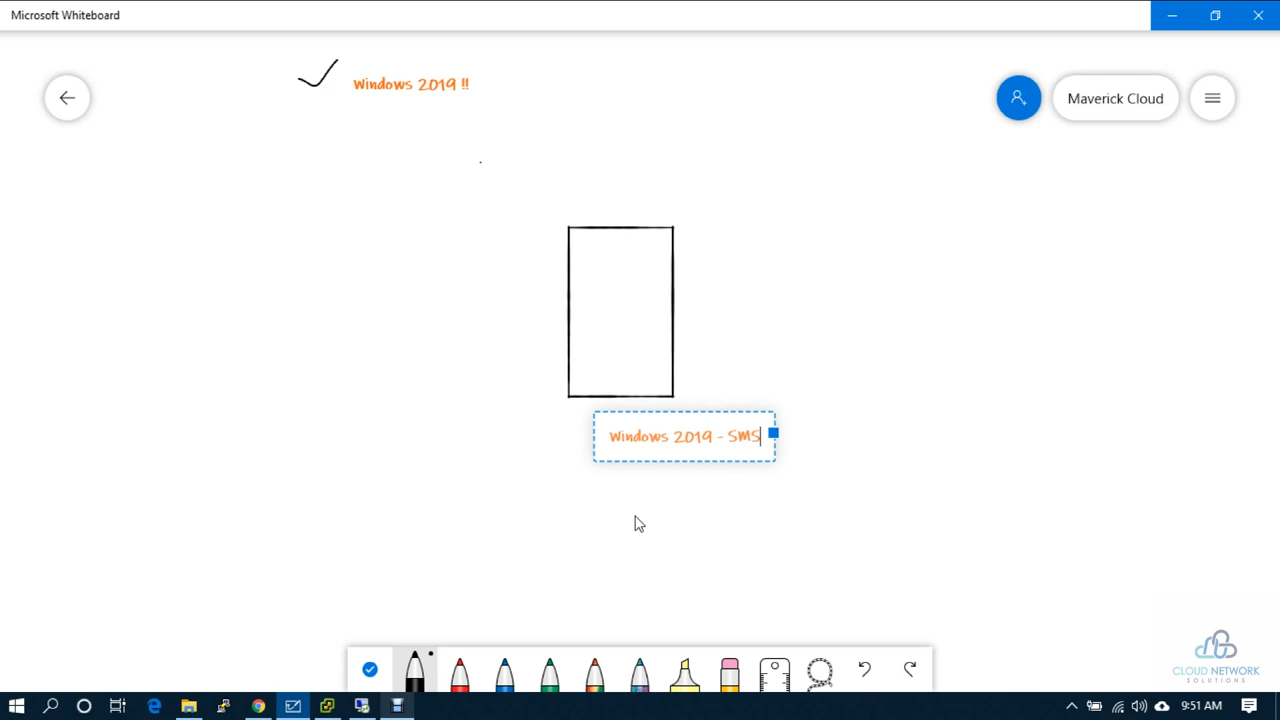 Microsoft Whiteboard
Windows 2019 !!
Maverick Cloud
Windows 2019 - SMS
CLOUD NETWORK
SOLUTIONS
9:51 AM